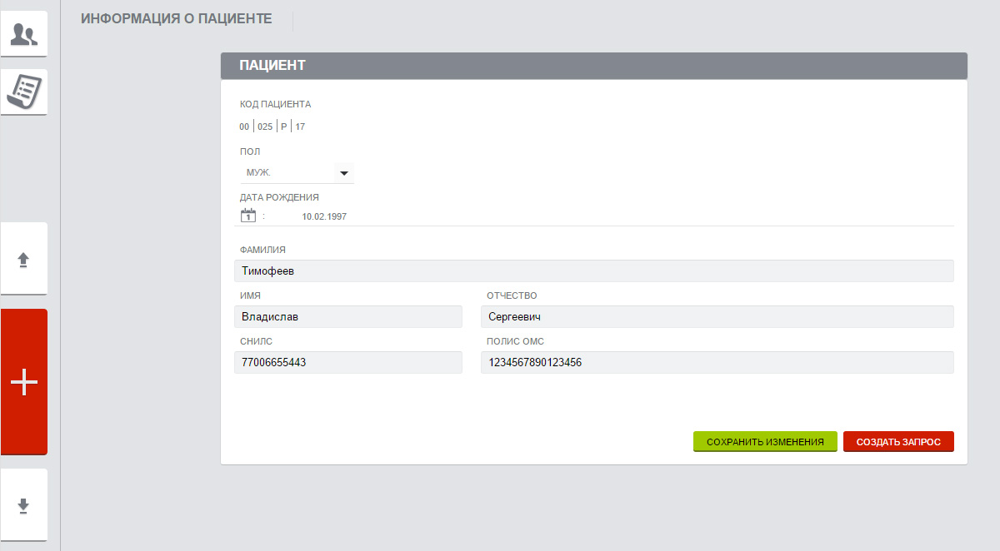 ИНФОРМАЦИЯ О ПАЦИЕНТЕ
ПАЦИЕНТ
КОД ПАЦИЕНТА
00 | 025 | P | 17
ПОЛ
МУЖ.
ДАТА РОЖДЕНИЯ
1 : 10.02.1997
ФАМИЛИЯ
Тимофеев
ИМЯ ОТЧЕСТВО
Владислав Сергеевич
СНИЛС ПОЛИС ОМС
77006655443 1234567890123456
СОХРАНИТЬ ИЗМЕНЕНИЯ СОЗДАТЬ ЗАПРОС